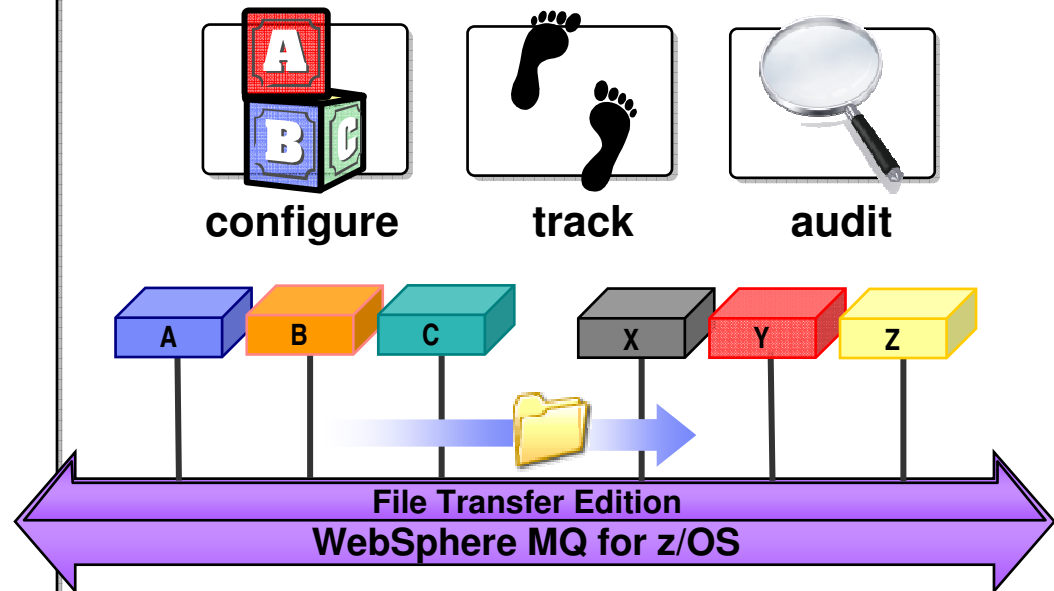 A
B C
configure track audit
A B C X Y Z
File Transfer Edition
WebSphere MQ for z/OS